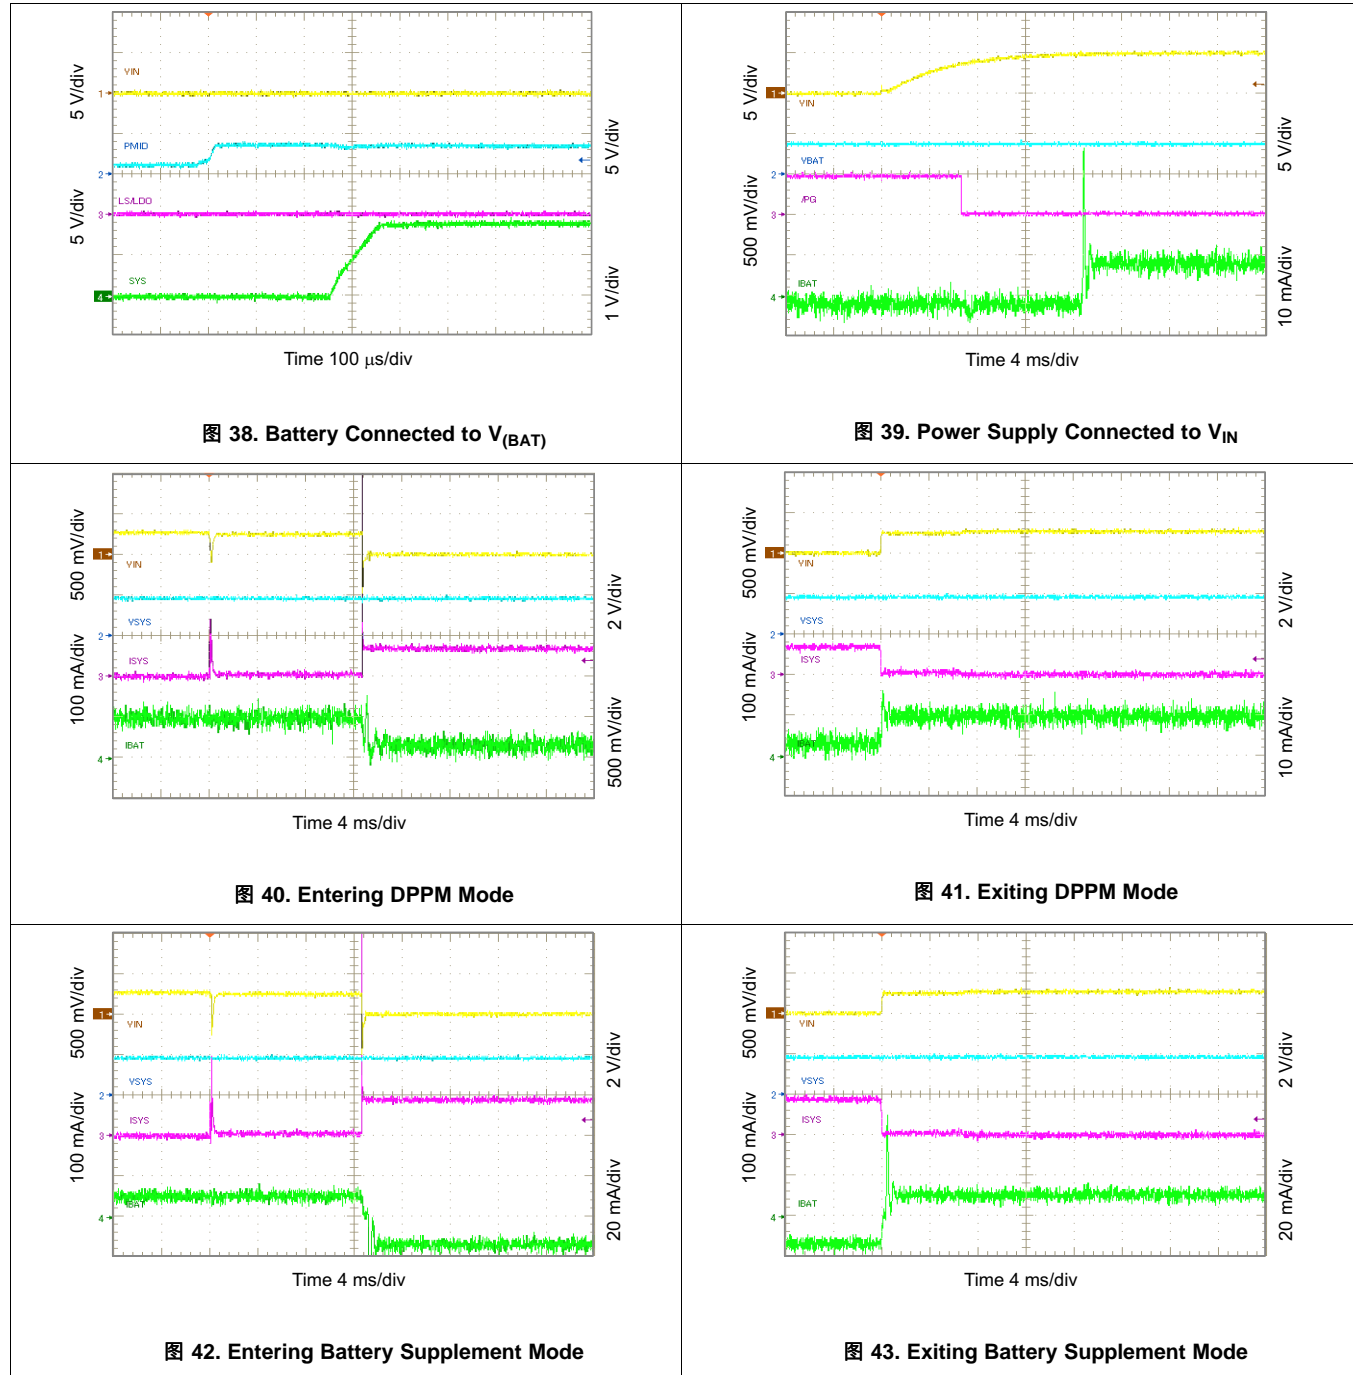 5 V/div
5 V/div
5 V/div
1 V/div
VIN
1
PMID
2
LS/LDO
3
SYS
4
Time 100 µs/div
图 38. Battery Connected to V(BAT)
5 V/div
500 mV/div
5 V/div
10 mA/div
1
VIN
VBAT
2
/PG
3
IBAT
4
Time 4 ms/div
图 39. Power Supply Connected to VIN
500 mV/div
100 mA/div
2 V/div
500 mV/div
1
VIN
VSYS
2
ISYS
3
IBAT
4
Time 4 ms/div
图 40. Entering DPPM Mode
500 mV/div
100 mA/div
2 V/div
10 mA/div
1
VIN
VSYS
2
ISYS
3
IBAT
4
Time 4 ms/div
图 41. Exiting DPPM Mode
500 mV/div
100 mA/div
2 V/div
20 mA/div
1
VIN
VSYS
2
ISYS
3
IBAT
4
Time 4 ms/div
图 42. Entering Battery Supplement Mode
500 mV/div
100 mA/div
2 V/div
20 mA/div
1
VIN
VSYS
2
ISYS
3
IBAT
4
Time 4 ms/div
图 43. Exiting Battery Supplement Mode